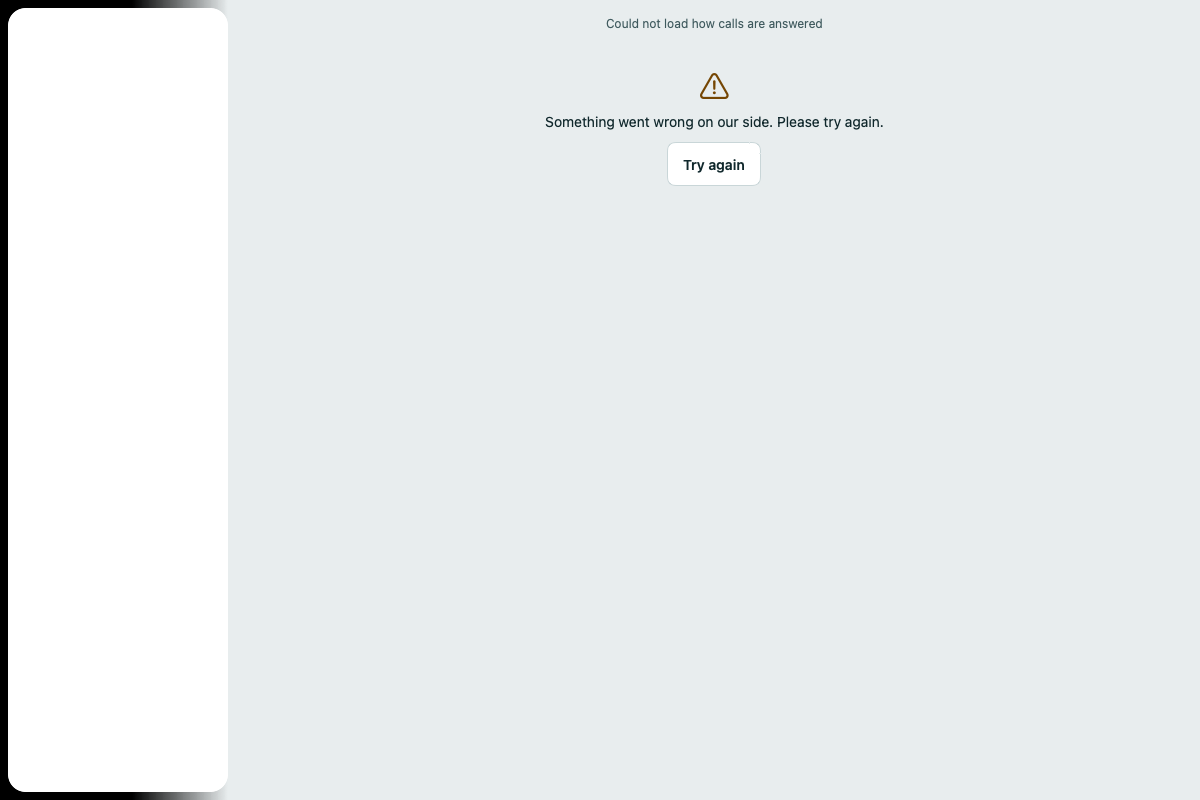 Could not load how calls are answered
Something went wrong on our side. Please try again.
Try again